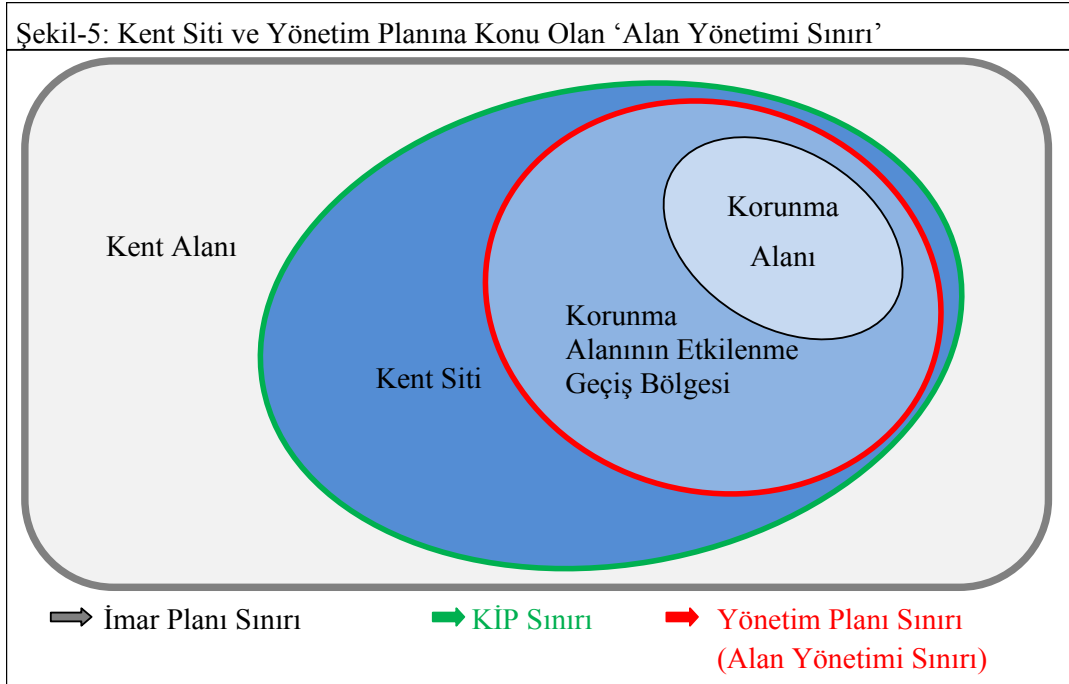 Şekil-5: Kent Siti ve Yönetim Planına Konu Olan ‘Alan Yönetimi Sınırı’
Korunma
Alanı
Kent Alanı
Korunma
Alanının Etkilenme
Geçiş Bölgesi
Kent Siti
İmar Planı Sınırı
KİP Sınırı
Yönetim Planı Sınırı
(Alan Yönetimi Sınırı)